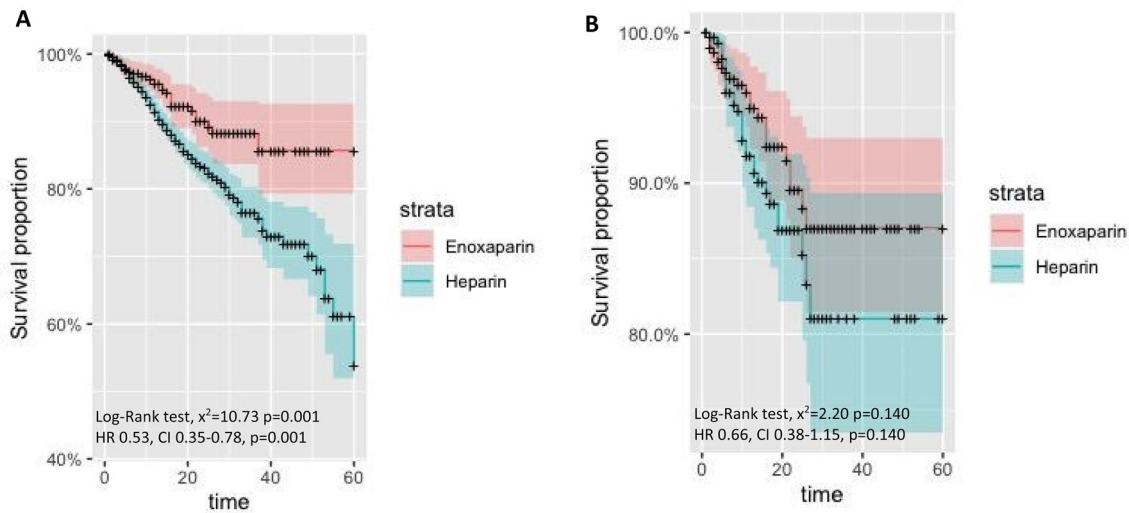 A
100%
80%
60%
40%
Survival proportion
0 20 40 60
time
Log-Rank test, x²=10.73 p=0.001
HR 0.53, CI 0.35-0.78, p=0.001
strata
Enoxaparin
Heparin
B
100.0%
90.0%
80.0%
Survival proportion
0 20 40 60
time
Log-Rank test, x²=2.20 p=0.140
HR 0.66, CI 0.38-1.15, p=0.140
strata
Enoxaparin
Heparin